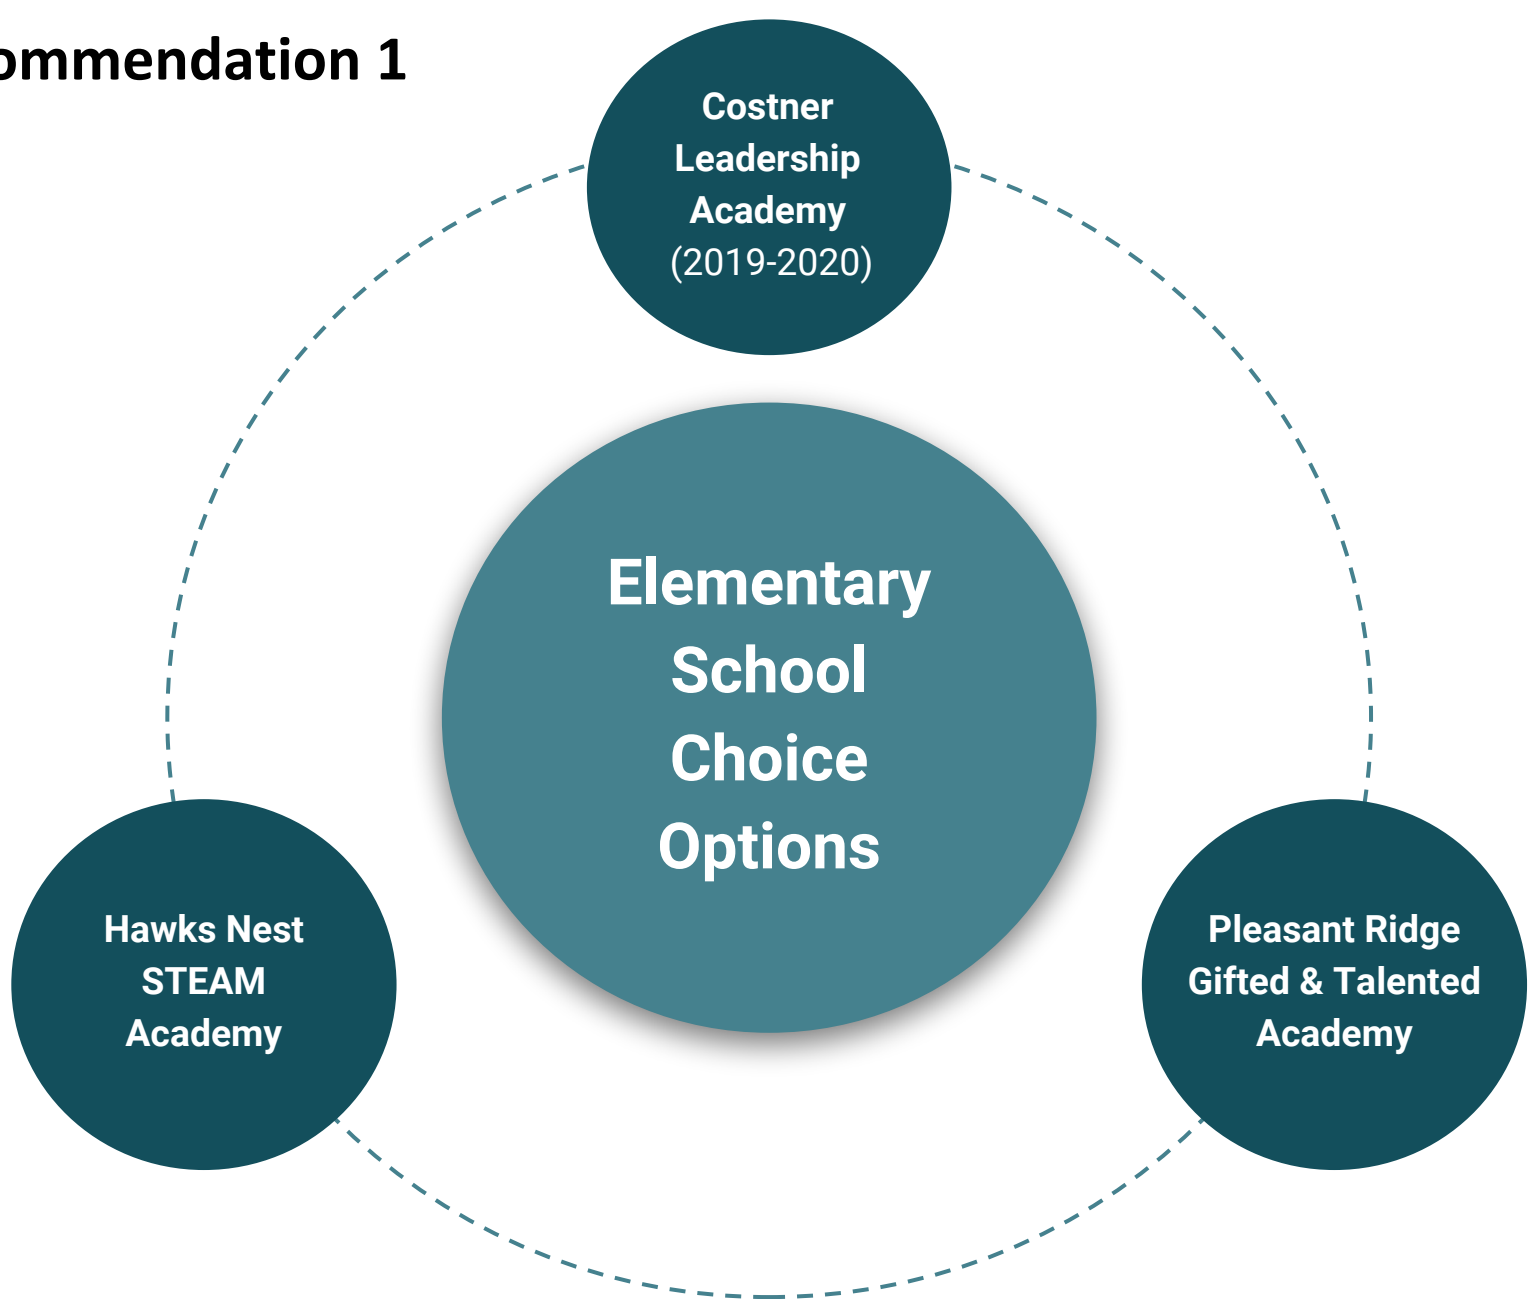 ommendation 1
Costner
Leadership
Academy
(2019-2020)
Elementary
School
Choice
Options
Hawks Nest
STEAM
Academy
Pleasant Ridge
Gifted & Talented
Academy